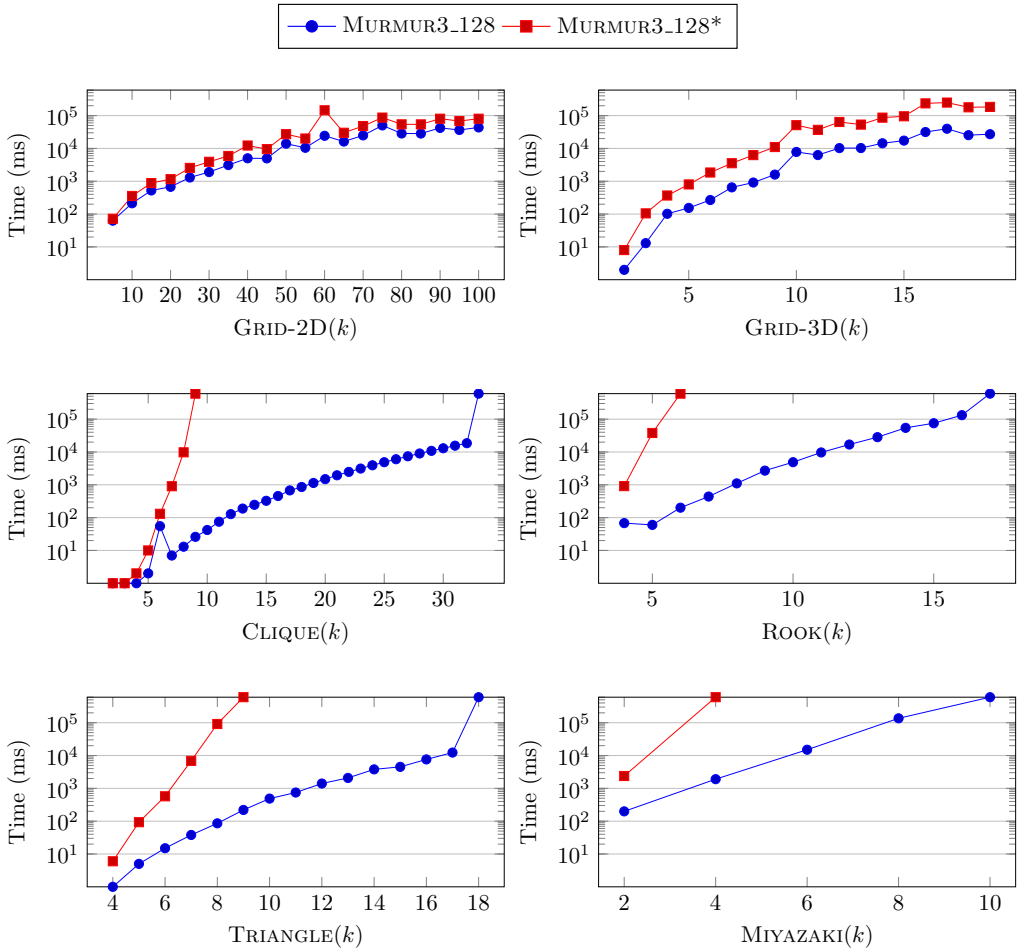 MURMUR3_128 MURMUR3_128*
Time (ms)
10^5
10^4
10^3
10^2
10^1
10 20 30 40 50 60 70 80 90 100
GRID-2D(k)
Time (ms)
10^5
10^4
10^3
10^2
10^1
5 10 15
GRID-3D(k)
Time (ms)
10^5
10^4
10^3
10^2
10^1
5 10 15 20 25 30
CLIQUE(k)
Time (ms)
10^5
10^4
10^3
10^2
10^1
5 10 15
ROOK(k)
Time (ms)
10^5
10^4
10^3
10^2
10^1
4 6 8 10 12 14 16 18
TRIANGLE(k)
Time (ms)
10^5
10^4
10^3
10^2
10^1
2 4 6 8 10
MIYAZAKI(k)